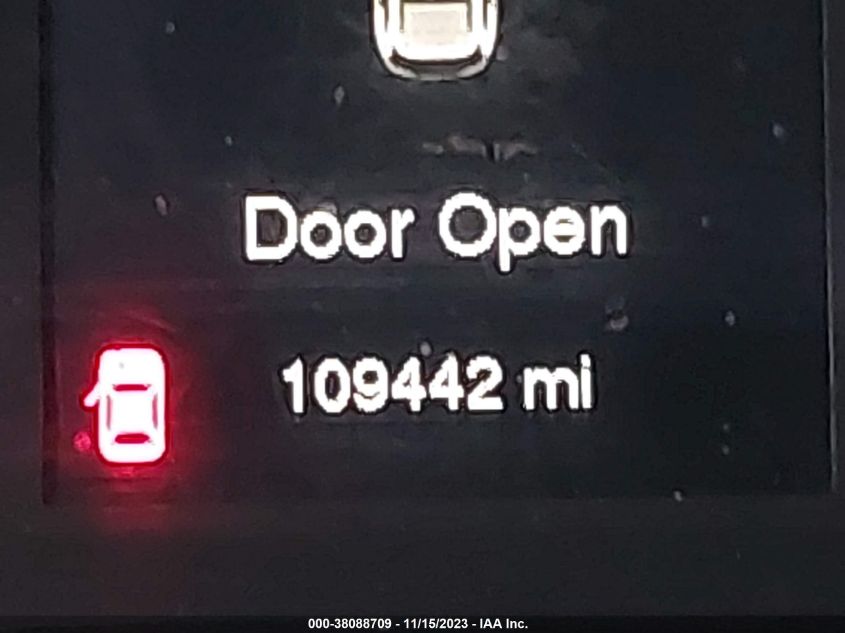 Door Open
109442 mi
000-38088709 - 11/15/2023 - IAA Inc.